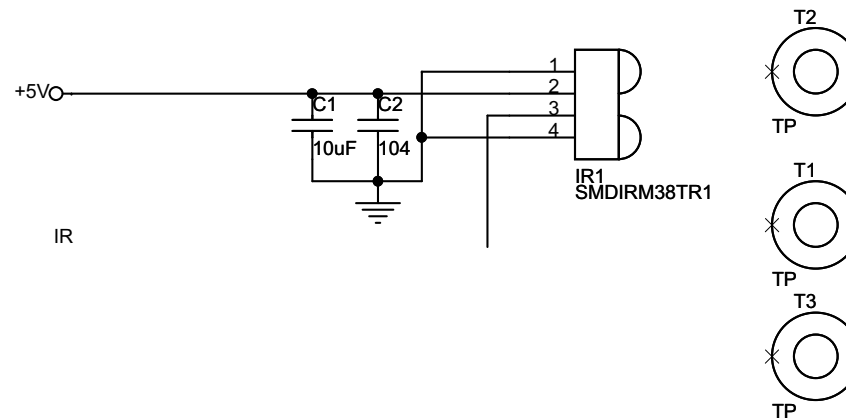 T2
+5V
1
2
3
4
C1
C2
10uF
104
TP
IR1
SMDIRM38TR1
T1
IR
TP
T3
TP